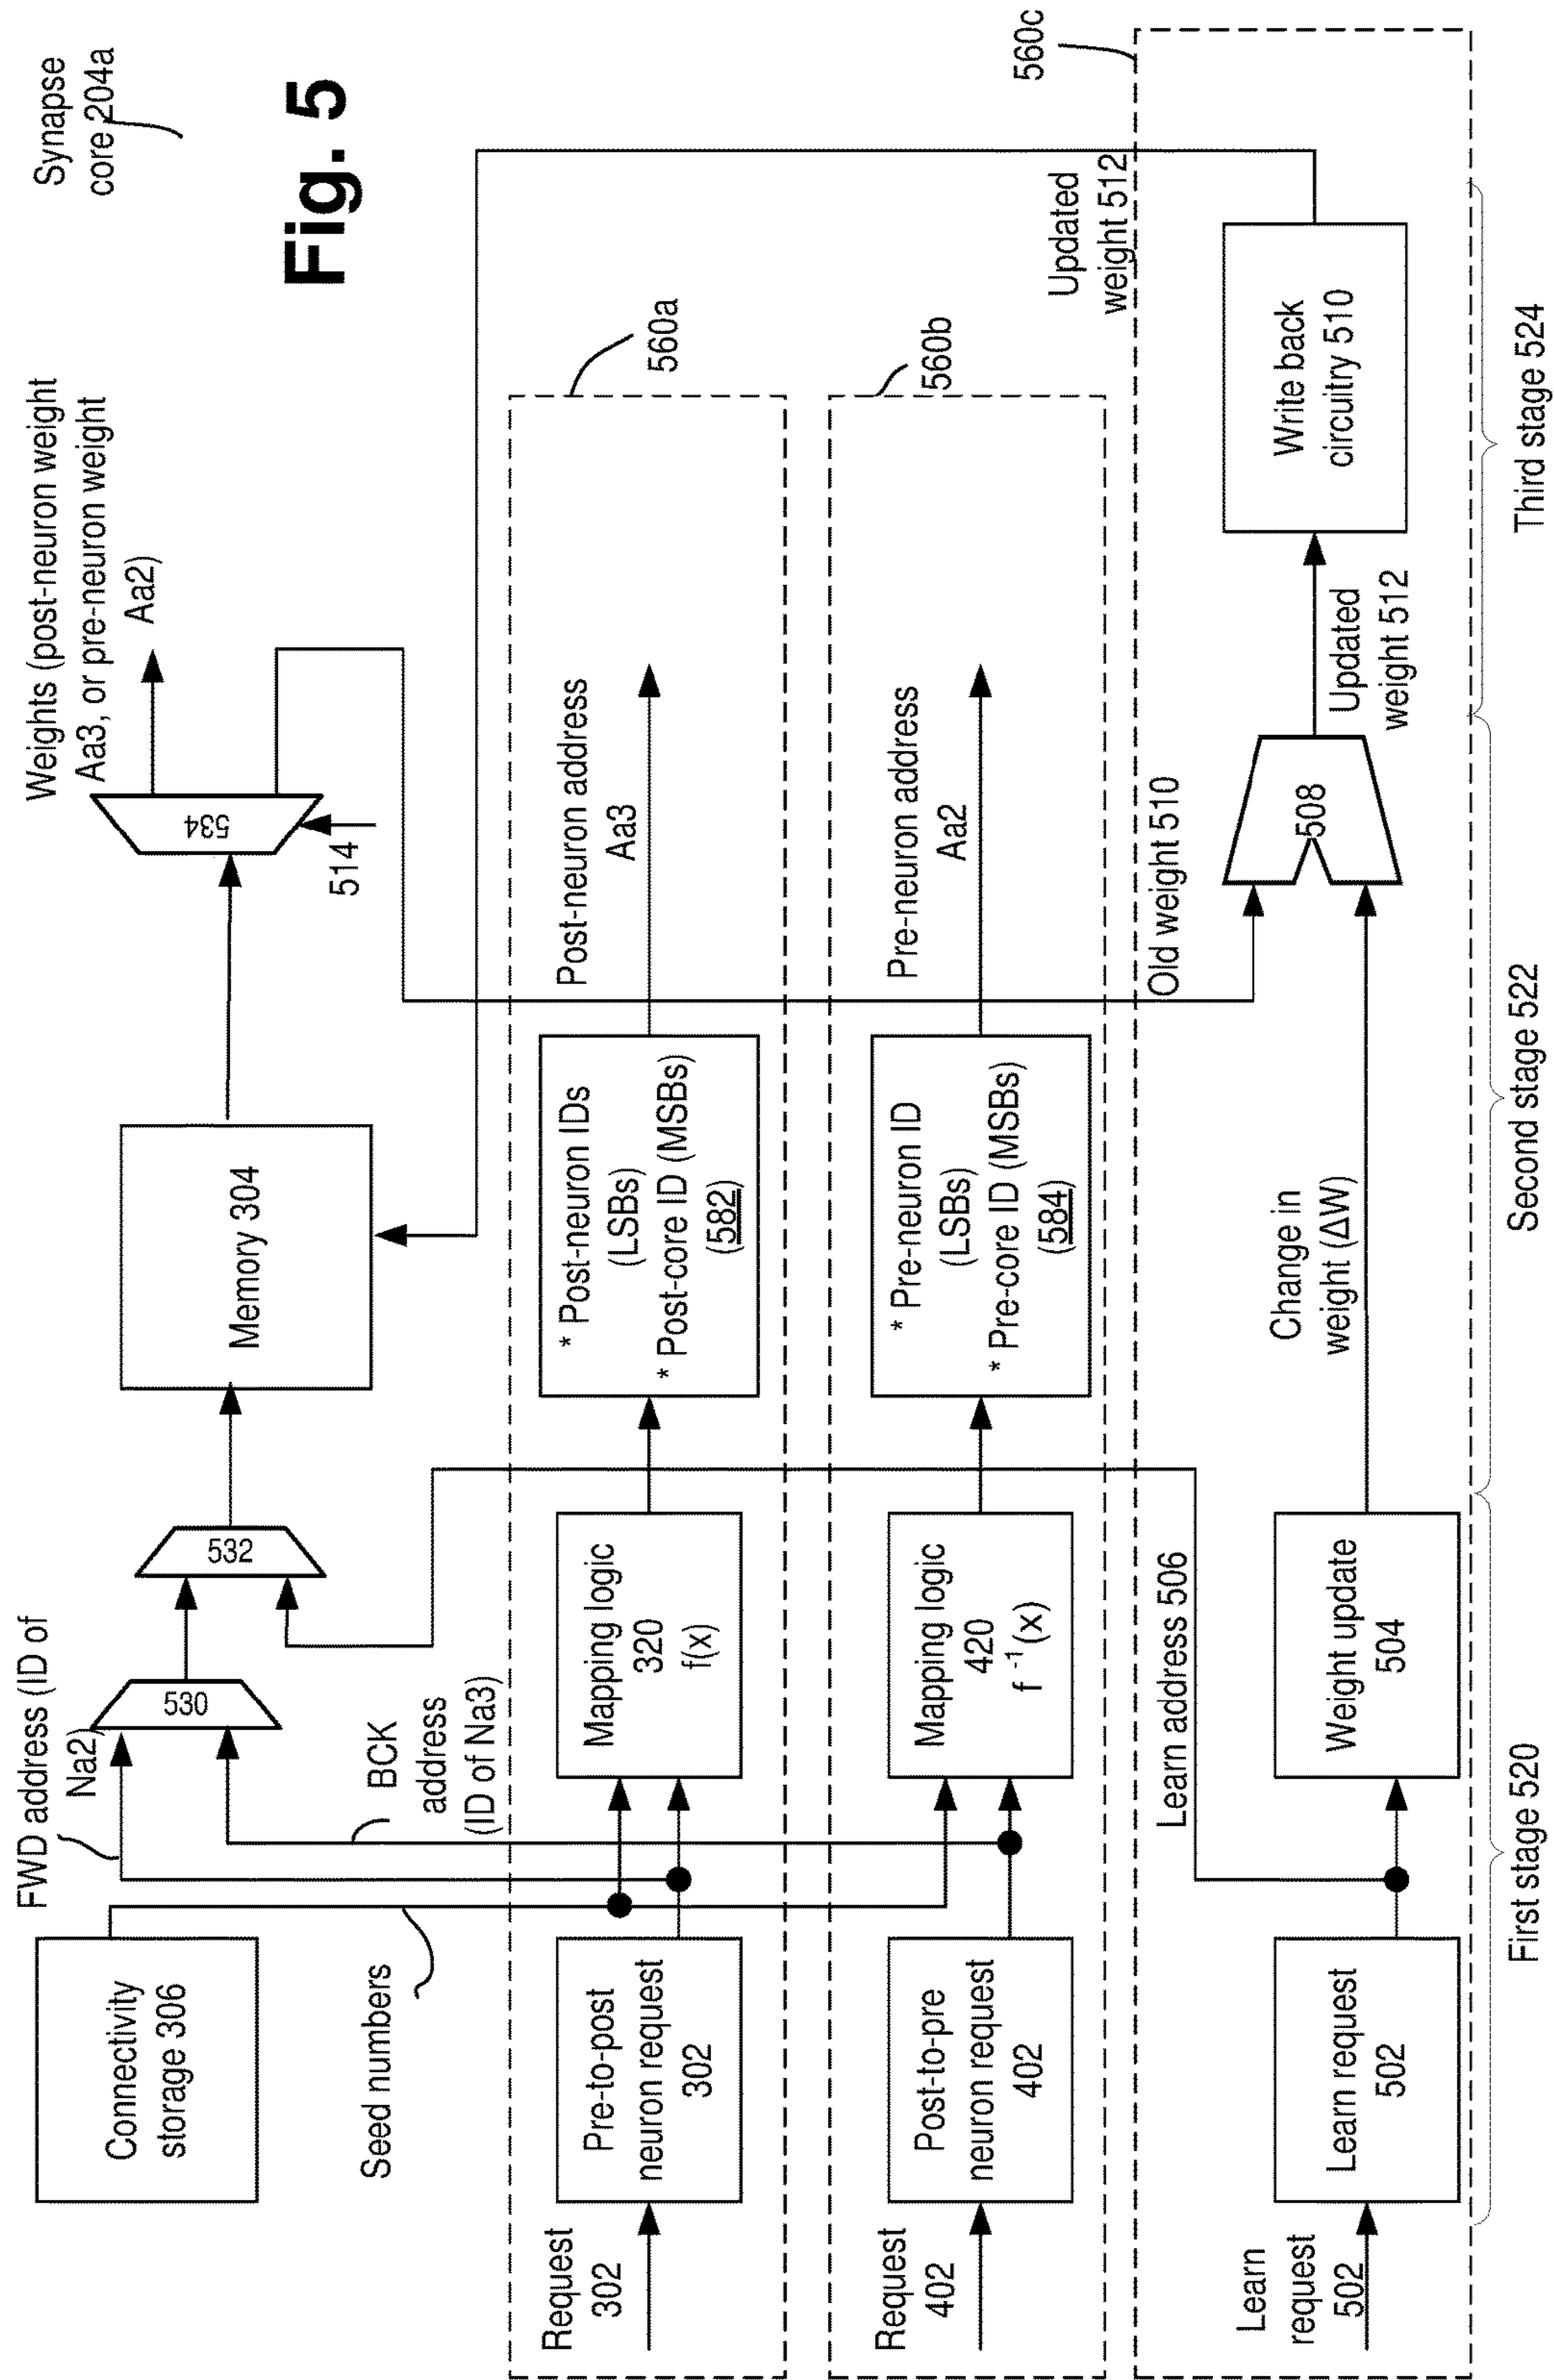 Synapse
core 204a
Fig. 5
Connectivity
storage 306
Seed numbers
FWD address (ID of
Na2)
BCK
address
(ID of Na3)
530
532
Memory 304
534
514
Weights (post-neuron weight
Aa3, or pre-neuron weight
Aa2)
Request
302
Pre-to-post
neuron request
302
Mapping logic
320
f(x)
* Post-neuron IDs
(LSBs)
* Post-core ID (MSBs)
(582)
Post-neuron address
Aa3
560a
Request
402
Post-to-pre
neuron request
402
Mapping logic
420
f -1 (x)
* Pre-neuron ID
(LSBs)
* Pre-core ID (MSBs)
(584)
Pre-neuron address
Aa2
560b
Learn
request
502
Learn request
502
Learn address 506
Weight update
504
Change in
weight (ΔW)
Old weight 510
508
Updated
weight 512
Write back
circuitry 510
Updated
weight 512
560c
First stage 520
Second stage 522
Third stage 524